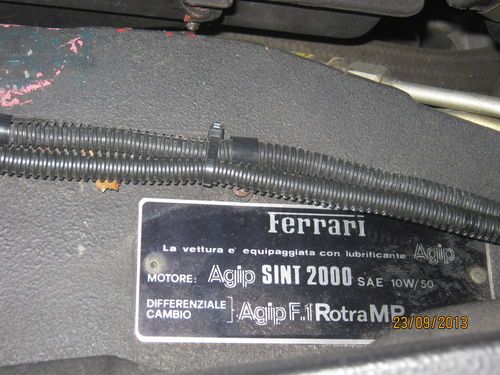 Ferrari
La vettura e' equipaggiata con lubrificante Agip
MOTORE: Agip SINT 2000 SAE 10W/50
DIFFERENZIALE
CAMBIO ] Agip F.1 Rotra MP
23/09/2013